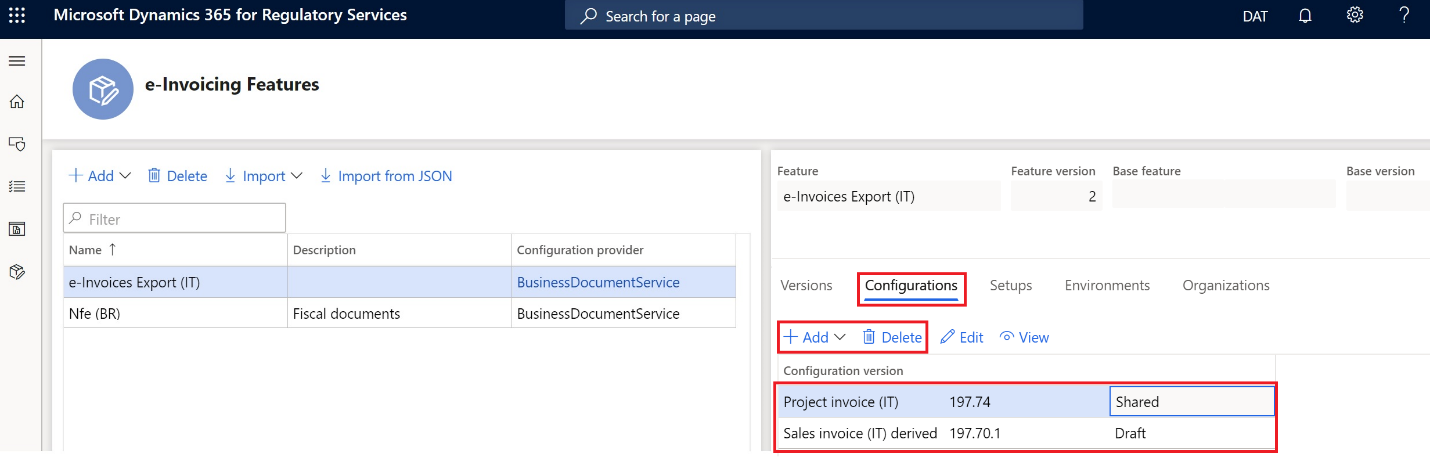 Microsoft Dynamics 365 for Regulatory Services
Search for a page
DAT
?
e-Invoicing Features
Add
Delete
Import
Import from JSON
Filter
Name ↑ Description Configuration provider
e-Invoices Export (IT) BusinessDocumentService
Nfe (BR) Fiscal documents BusinessDocumentService
Feature Feature version Base feature Base version
e-Invoices Export (IT) 2
Versions Configurations Setups Environments Organizations
Add Delete Edit View
Configuration version
Project invoice (IT) 197.74 Shared
Sales invoice (IT) derived 197.70.1 Draft